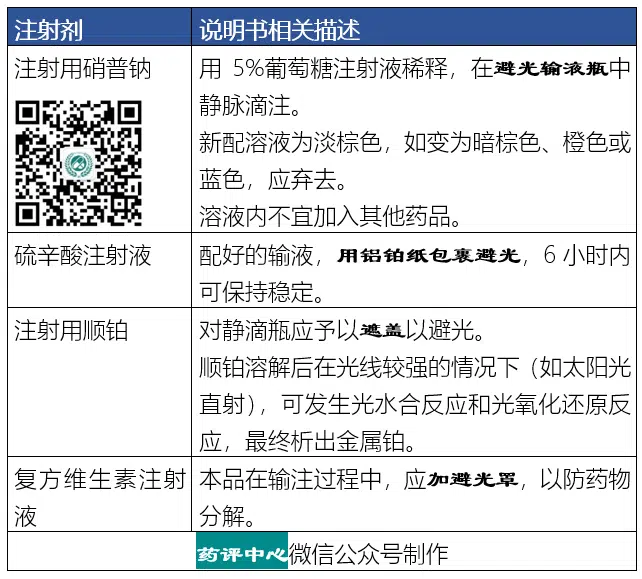 注射剂
说明书相关描述
注射用硝普钠
用 5%葡萄糖注射液稀释，在避光输液瓶中
静脉滴注。
新配溶液为淡棕色，如变为暗棕色、橙色或
蓝色，应弃去。
溶液内不宜加入其他药品。
硫辛酸注射液
配好的输液，用铝铂纸包裹避光，6 小时内
可保持稳定。
注射用顺铂
对静滴瓶应予以遮盖以避光。
顺铂溶解后在光线较强的情况下（如太阳光
直射），可发生光水合反应和光氧化还原反
应，最终析出金属铂。
复方维生素注射
液
本品在输注过程中，应加避光罩，以防药物
分解。
药评中心微信公众号制作